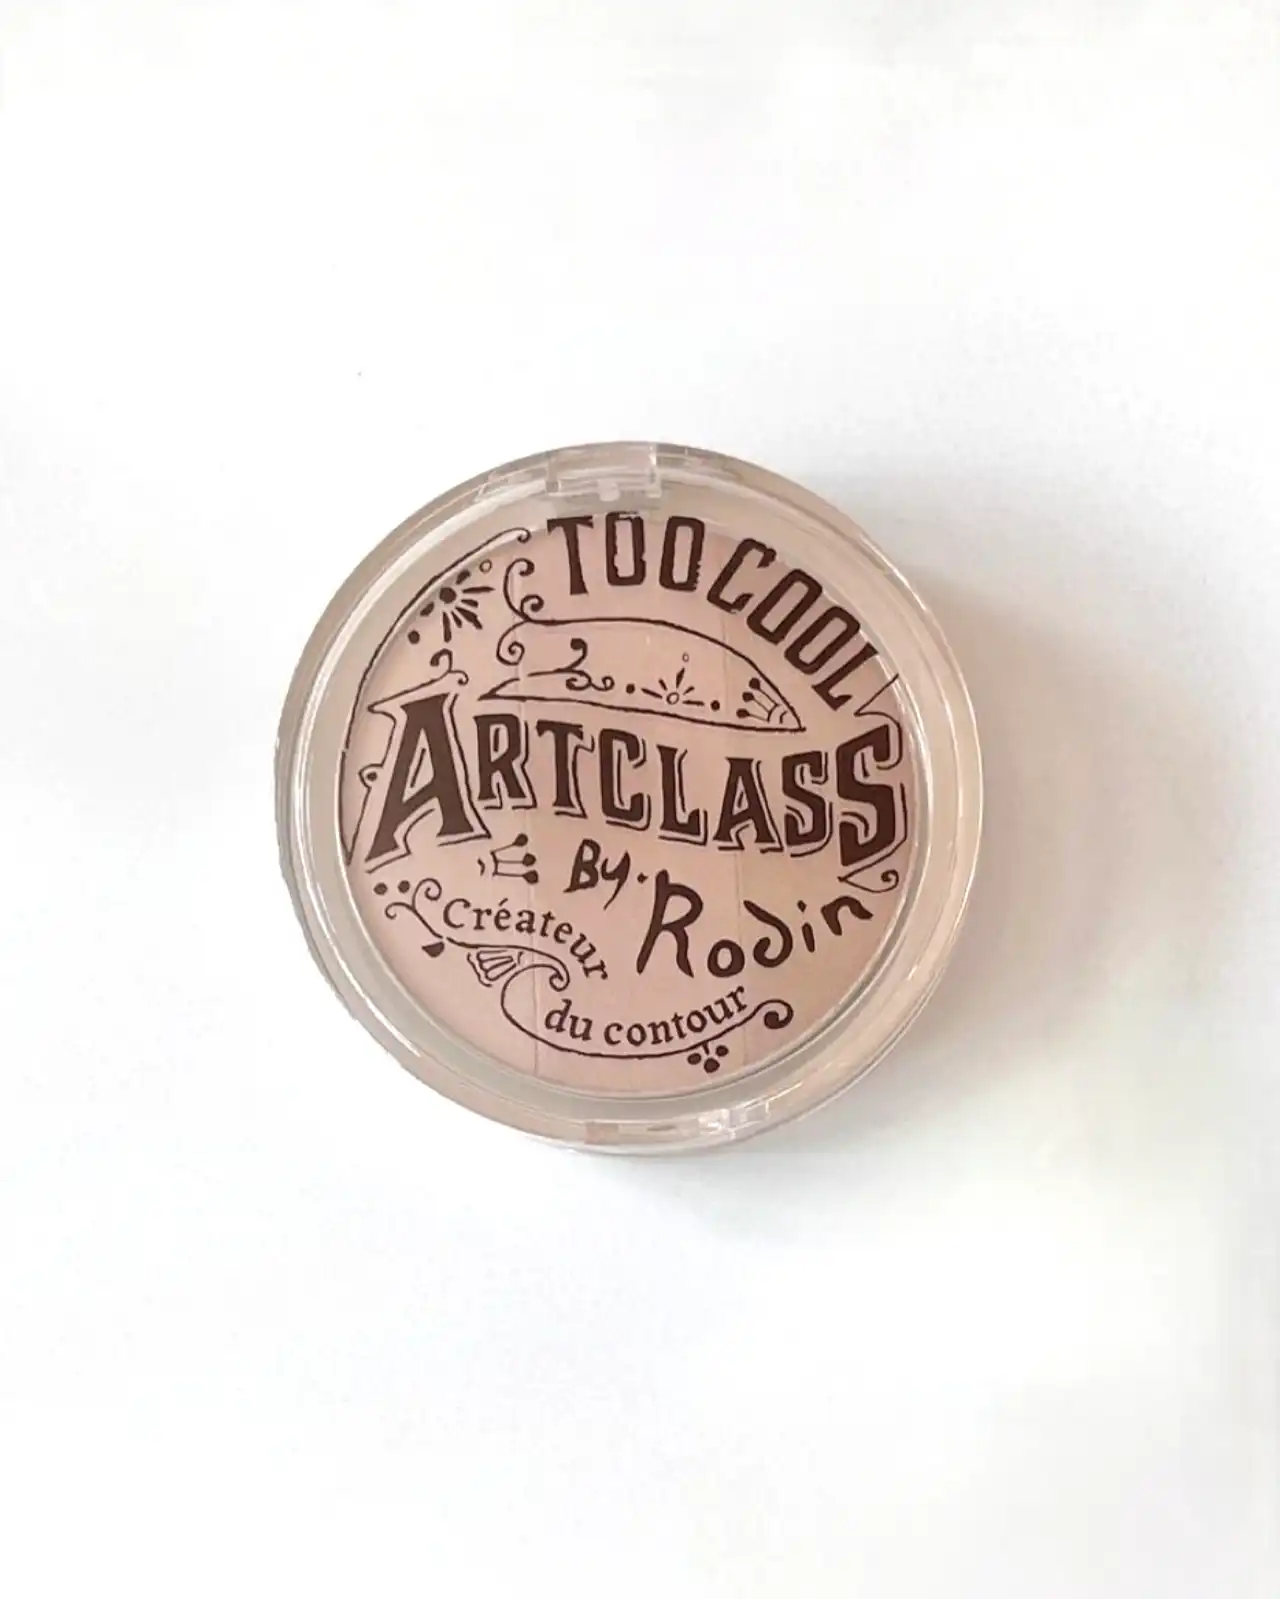 TOO COOL
ARTCLASS
By. Rodin
Créateur
du contour